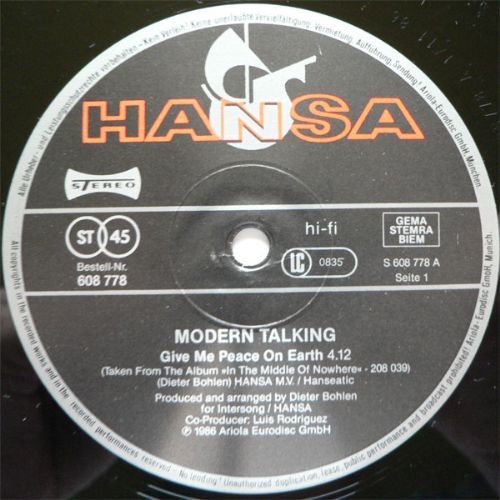 Alle Urheber- und Leistungsschutzrechte vorbehalten - Kein Verleih! Keine unerlaubte Vervielfältigung, Vermietung, Aufführung, Sendung! Ariola-Eurodisc GmbH, München.
HANSA
STEREO
ST 45
Bestell-Nr.
608 778
hi-fi
LC 0835
GEMA
STEMRA
BIEM
S 608 778 A
Seite 1
MODERN TALKING
Give Me Peace On Earth 4.12
(Taken From The Album »In The Middle Of Nowhere« - 208 039)
(Dieter Bohlen) HANSA M.V. / Hanseatic
Produced and arranged by Dieter Bohlen
for Intersong / HANSA
Co-Producer: Luis Rodriguez
℗ 1986 Ariola Eurodisc GmbH
All copyrights in the recorded works and in the recorded performances reserved and - No lending! Unauthorized duplication, lease, public performance and broadcast prohibited! Ariola-Eurodisc GmbH, Munich.